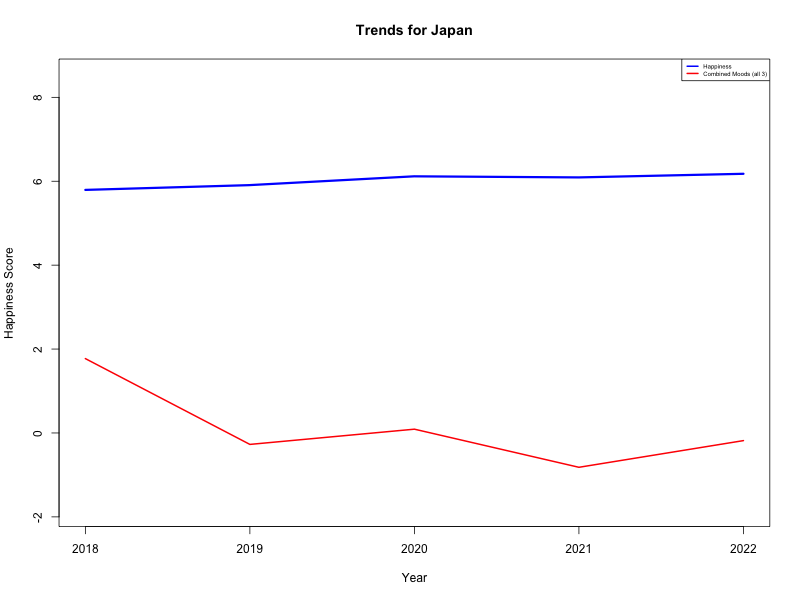 Trends for Japan
Happiness
Combined Moods (all 3)
Happiness Score
8
6
4
2
0
-2
2018 2019 2020 2021 2022
Year